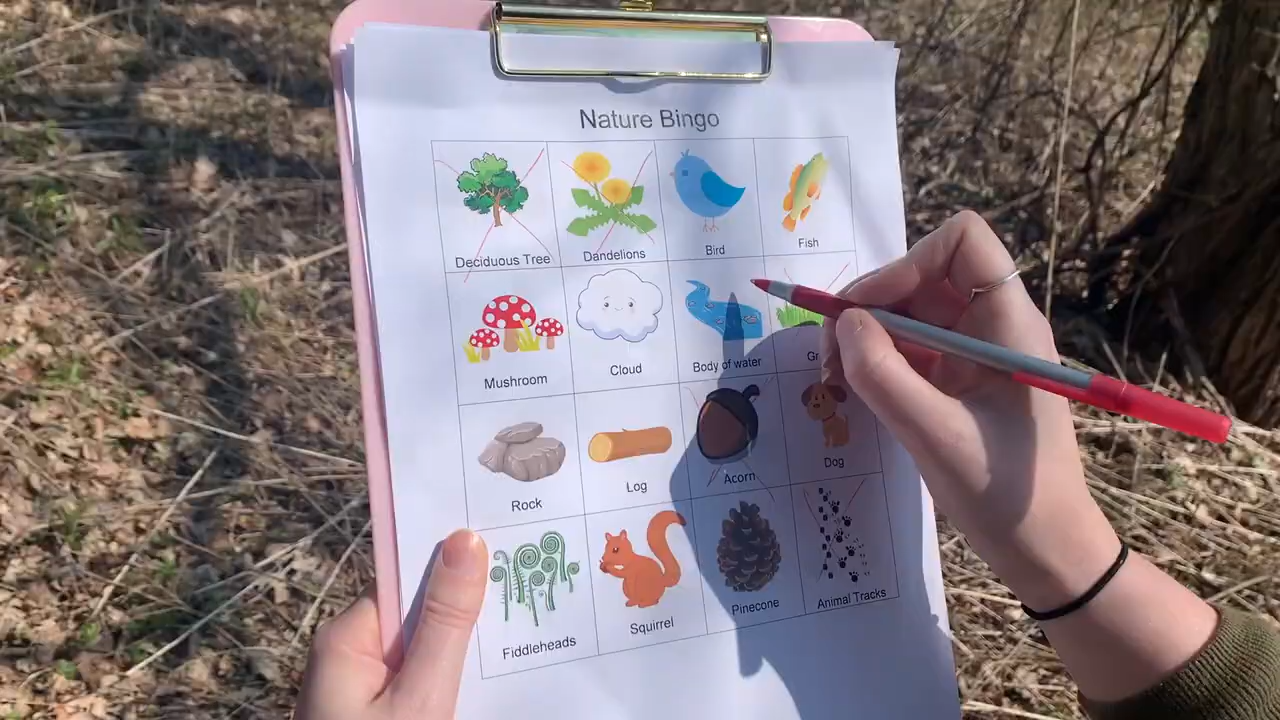 Nature Bingo
Deciduous Tree
Dandelions
Bird
Fish
Mushroom
Cloud
Body of water
Rock
Log
Acorn
Dog
Fiddleheads
Squirrel
Pinecone
Animal Tracks